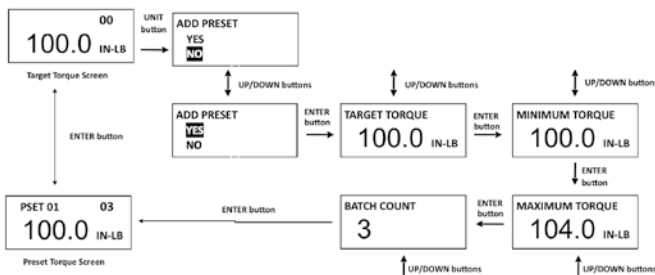 00
100.0 IN-LB
Target Torque Screen
UNIT
button
ADD PRESET
YES
NO
UP/DOWN buttons
UP/DOWN buttons
UP/DOWN buttons
ENTER button
ADD PRESET
YES
NO
ENTER
button
TARGET TORQUE
100.0 IN-LB
ENTER
button
MINIMUM TORQUE
100.0 IN-LB
ENTER
button
PSET 01 03
100.0 IN-LB
Preset Torque Screen
ENTER button
BATCH COUNT
3
ENTER
button
MAXIMUM TORQUE
104.0 IN-LB
UP/DOWN buttons
UP/DOWN buttons